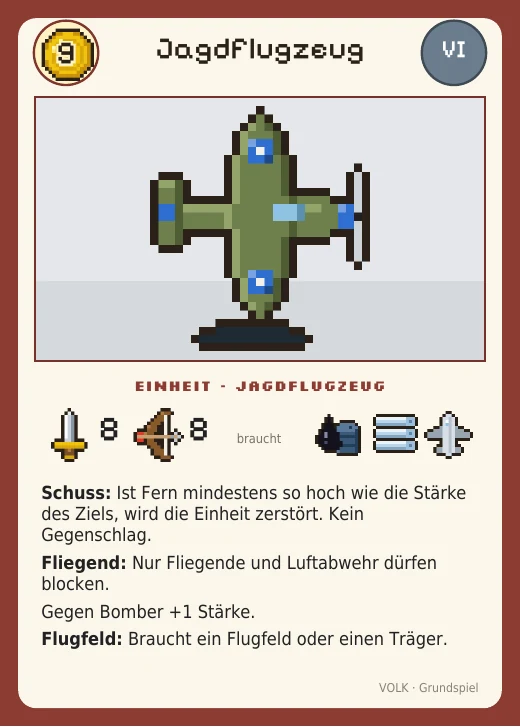 9
Jagdflugzeug
VI
EINHEIT - JAGDFLUGZEUG
8
8
braucht
Schuss: Ist Fern mindestens so hoch wie die Stärke
des Ziels, wird die Einheit zerstört. Kein
Gegenschlag.
Fliegend: Nur Fliegende und Luftabwehr dürfen
blocken.
Gegen Bomber +1 Stärke.
Flugfeld: Braucht ein Flugfeld oder einen Träger.
VOLK · Grundspiel